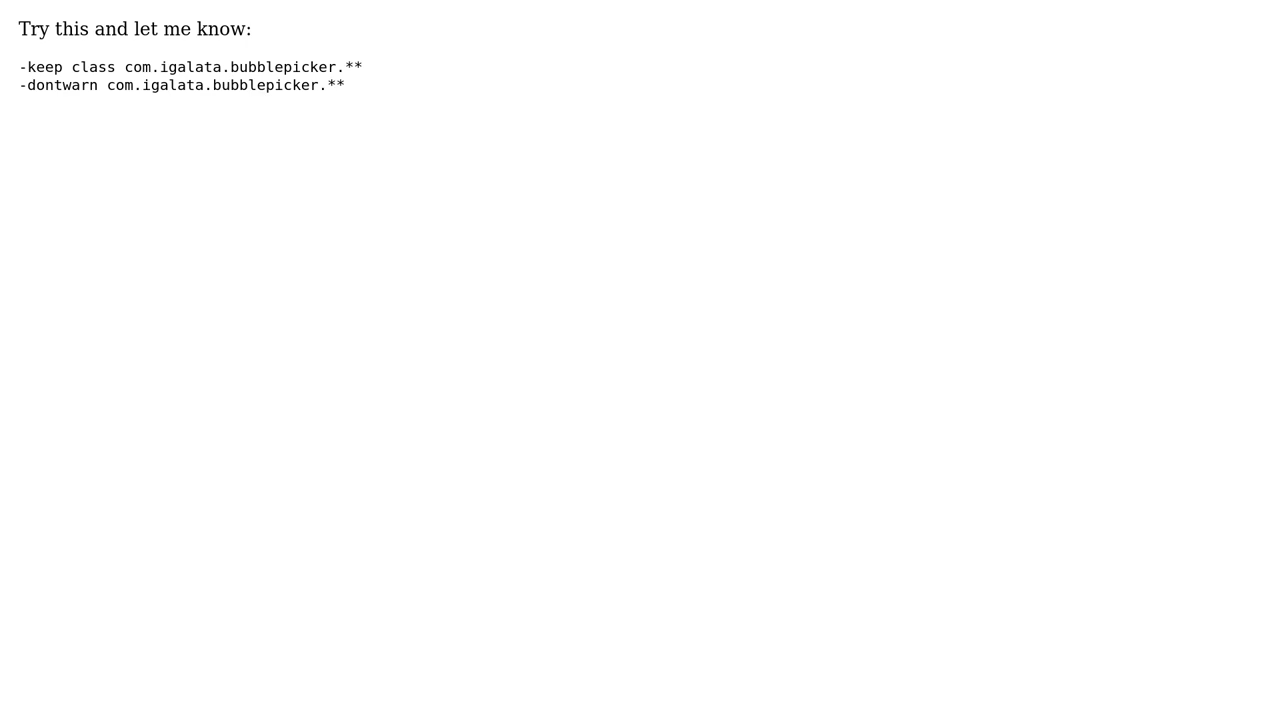 Try this and let me know:
-keep class com.igalata.bubblepicker.**
-dontwarn com.igalata.bubblepicker.**